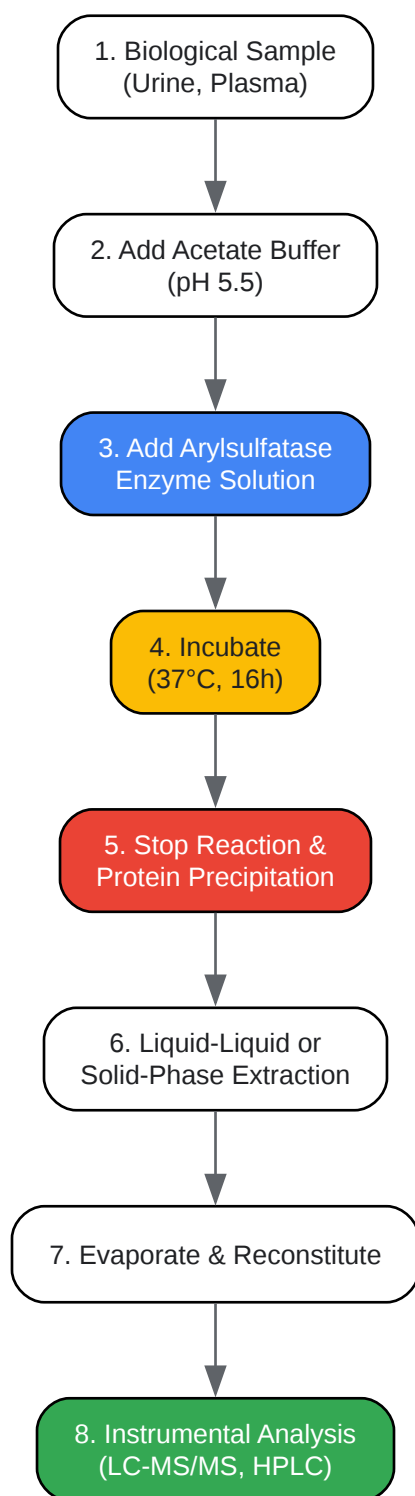 1. Biological Sample
(Urine, Plasma)
2. Add Acetate Buffer
(pH 5.5)
3. Add Arylsulfatase
Enzyme Solution
4. Incubate
(37°C, 16h)
5. Stop Reaction &
Protein Precipitation
6. Liquid-Liquid or
Solid-Phase Extraction
7. Evaporate & Reconstitute
8. Instrumental Analysis
(LC-MS/MS, HPLC)